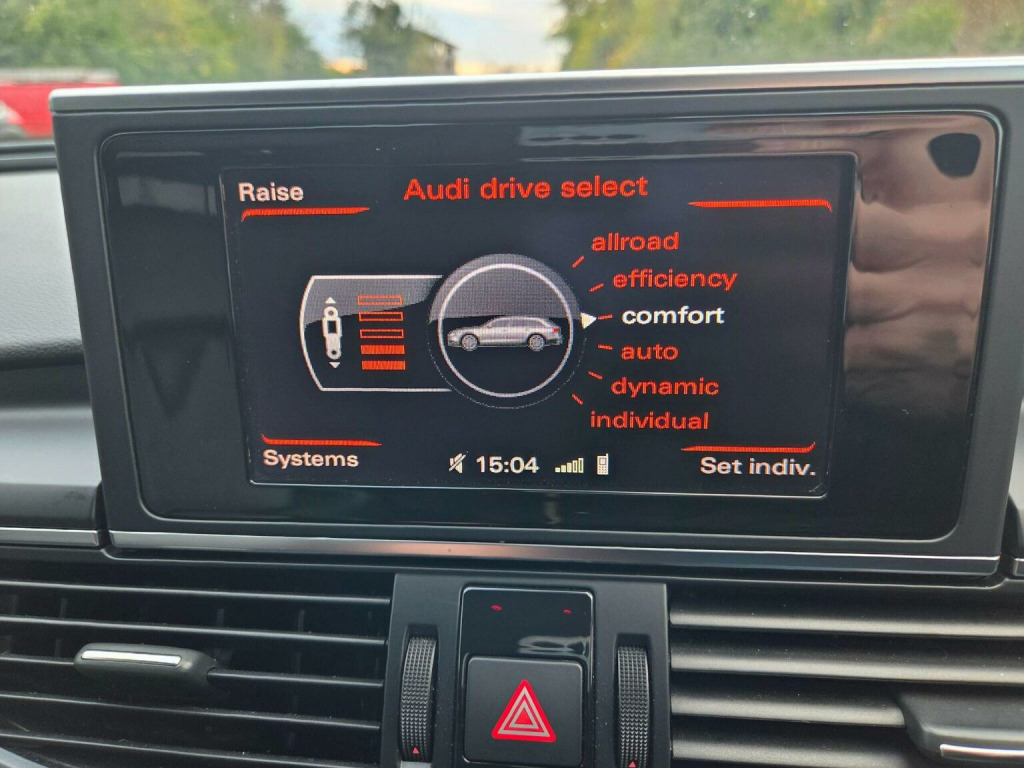 Raise
Audi drive select
allroad
efficiency
comfort
auto
dynamic
individual
Systems
15:04
Set indiv.